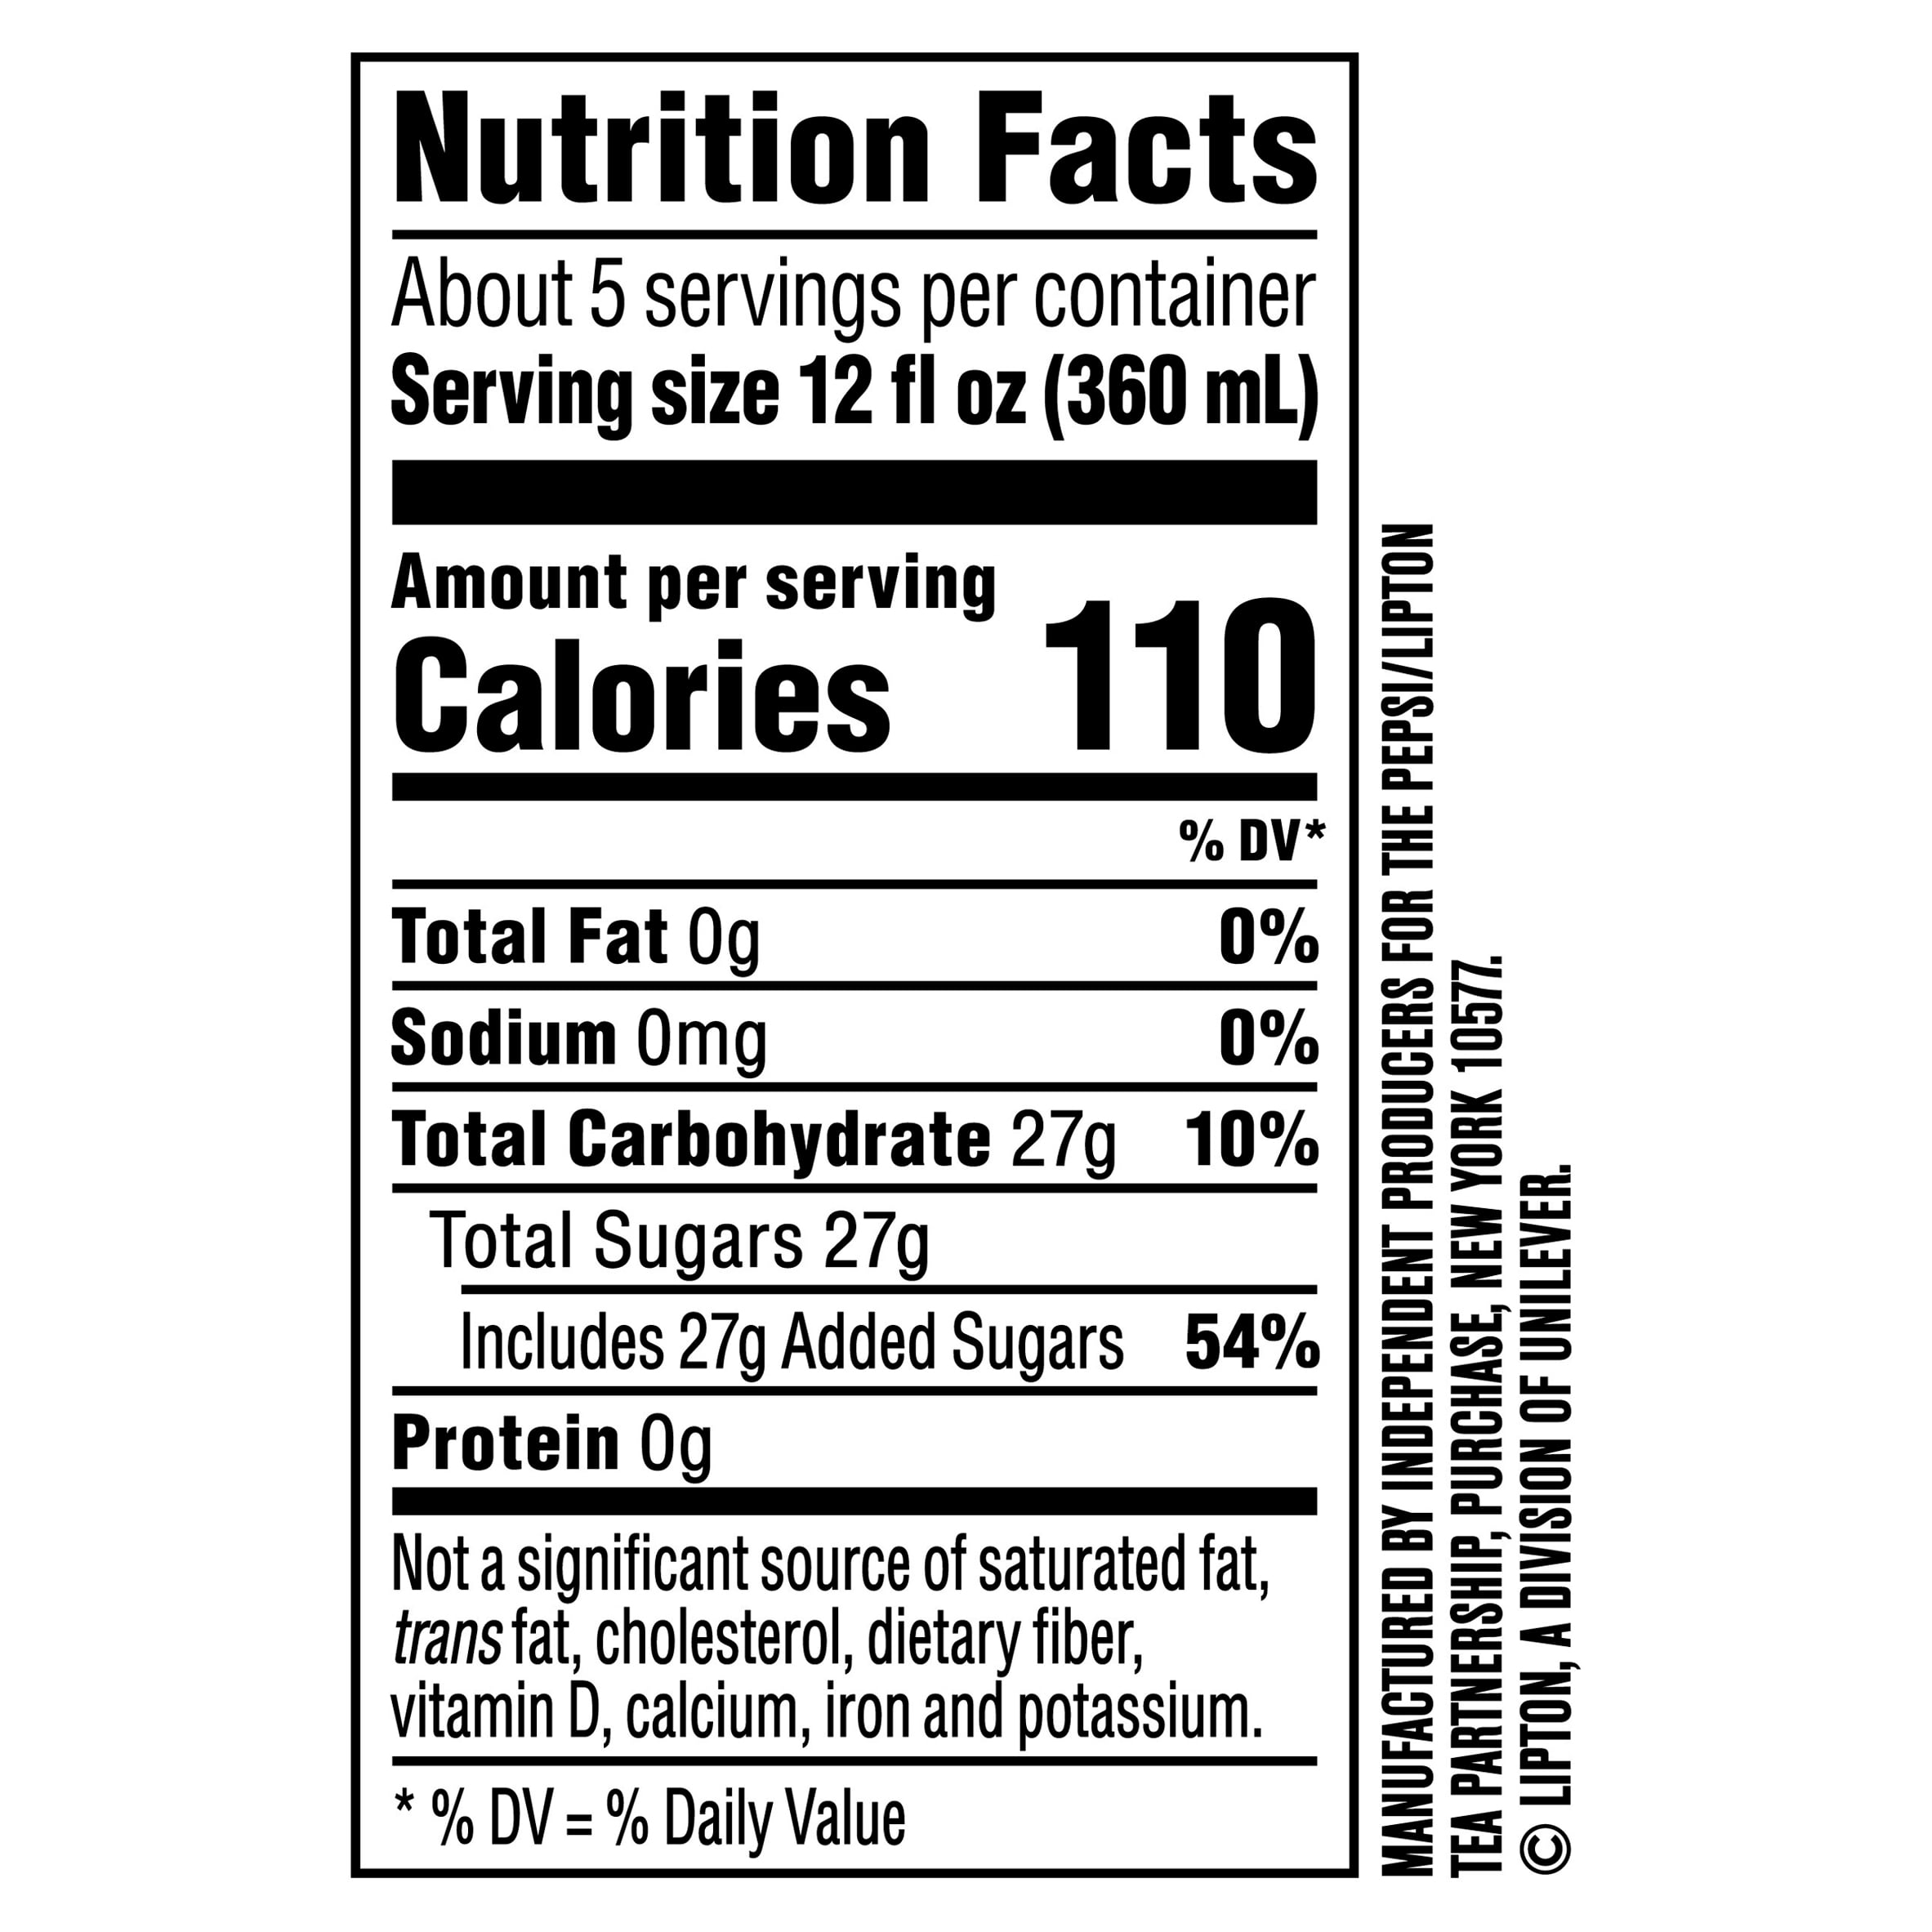 Nutrition Facts
About 5 servings per container
Serving size 12 fl oz (360 mL)
Amount per serving
Calories 110
% DV*
Total Fat 0g 0%
Sodium 0mg 0%
Total Carbohydrate 27g 10%
Total Sugars 27g
Includes 27g Added Sugars 54%
Protein 0g
Not a significant source of saturated fat,
trans fat, cholesterol, dietary fiber,
vitamin D, calcium, iron and potassium.
* % DV = % Daily Value
MANUFACTURED BY INDEPENDENT PRODUCERS FOR THE PEPSI/LIPTON
TEA PARTNERSHIP, PURCHASE, NEW YORK 10577.
© LIPTON, A DIVISION OF UNILEVER.